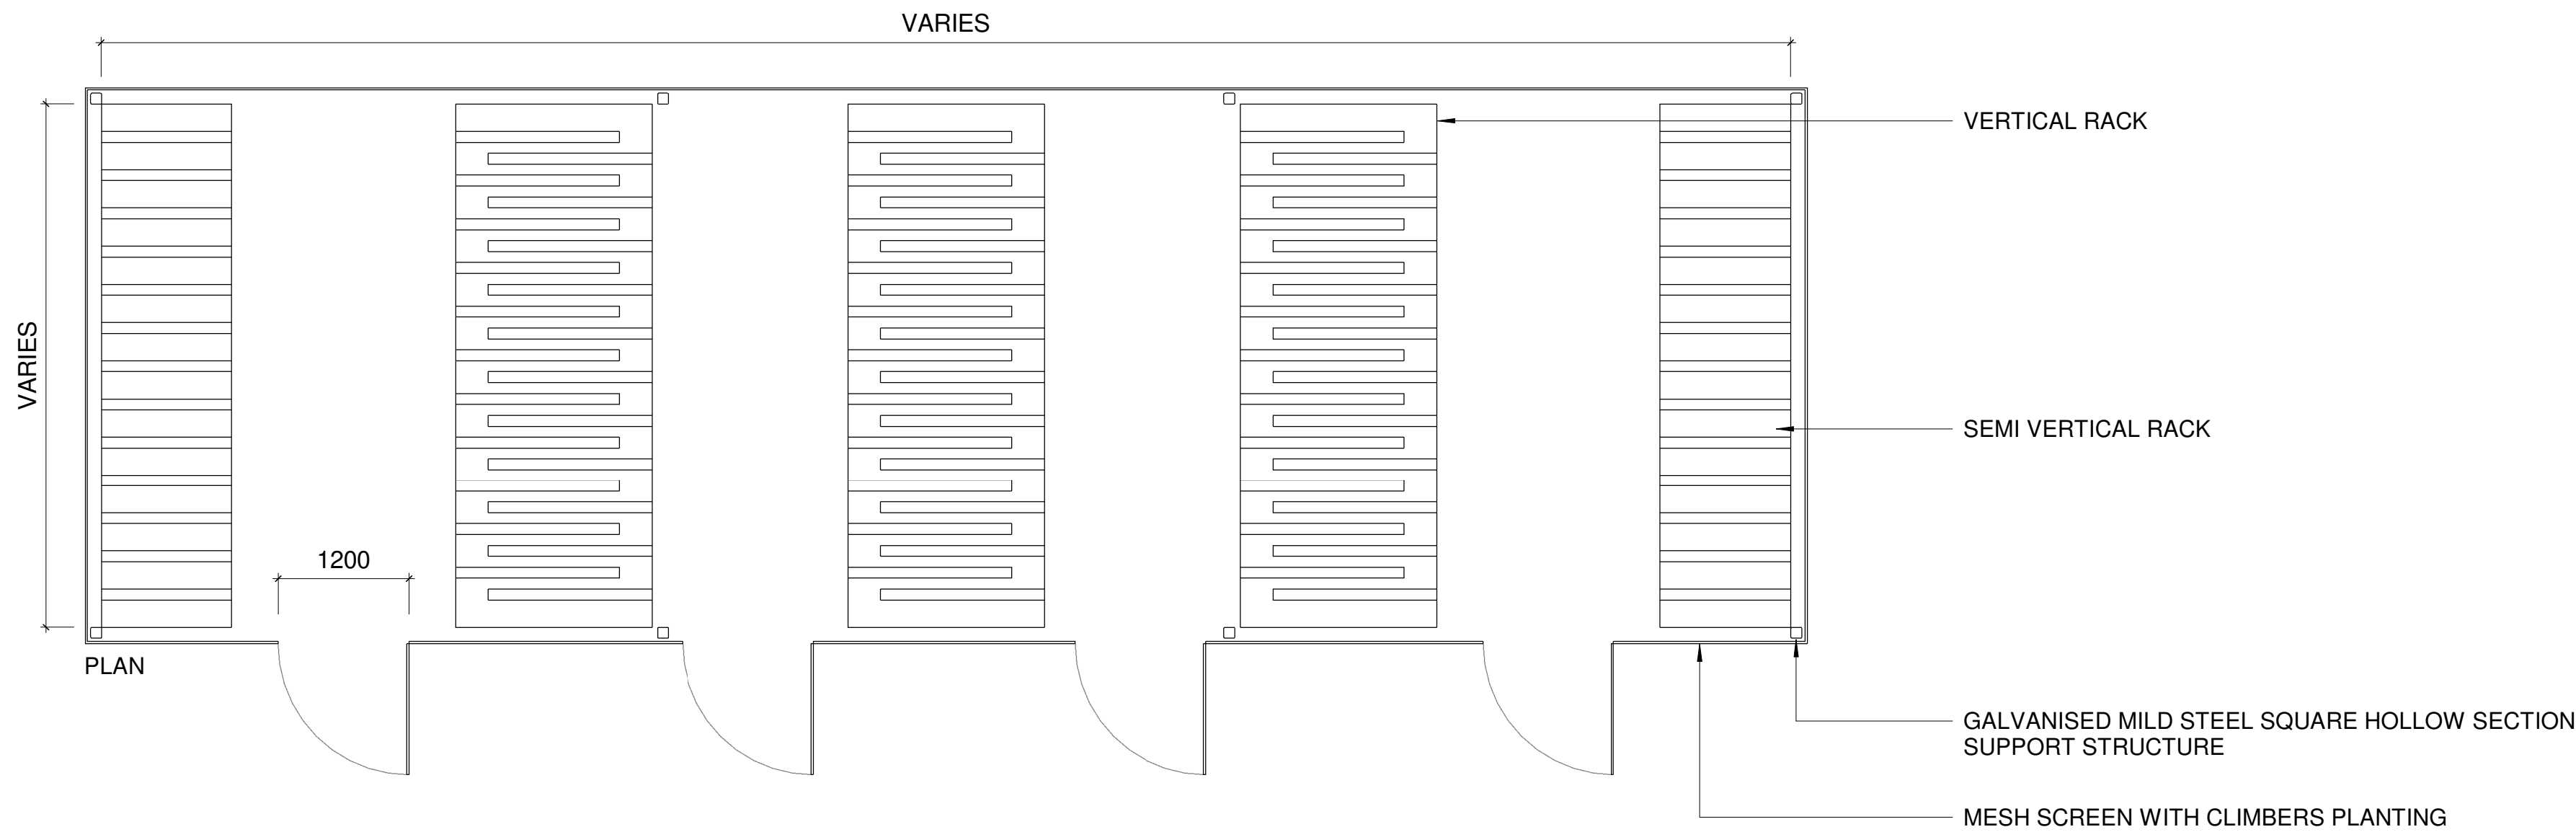 VARIES
VERTICAL RACK
VARIES
SEMI VERTICAL RACK
1200
PLAN
GALVANISED MILD STEEL SQUARE HOLLOW SECTION
SUPPORT STRUCTURE
MESH SCREEN WITH CLIMBERS PLANTING